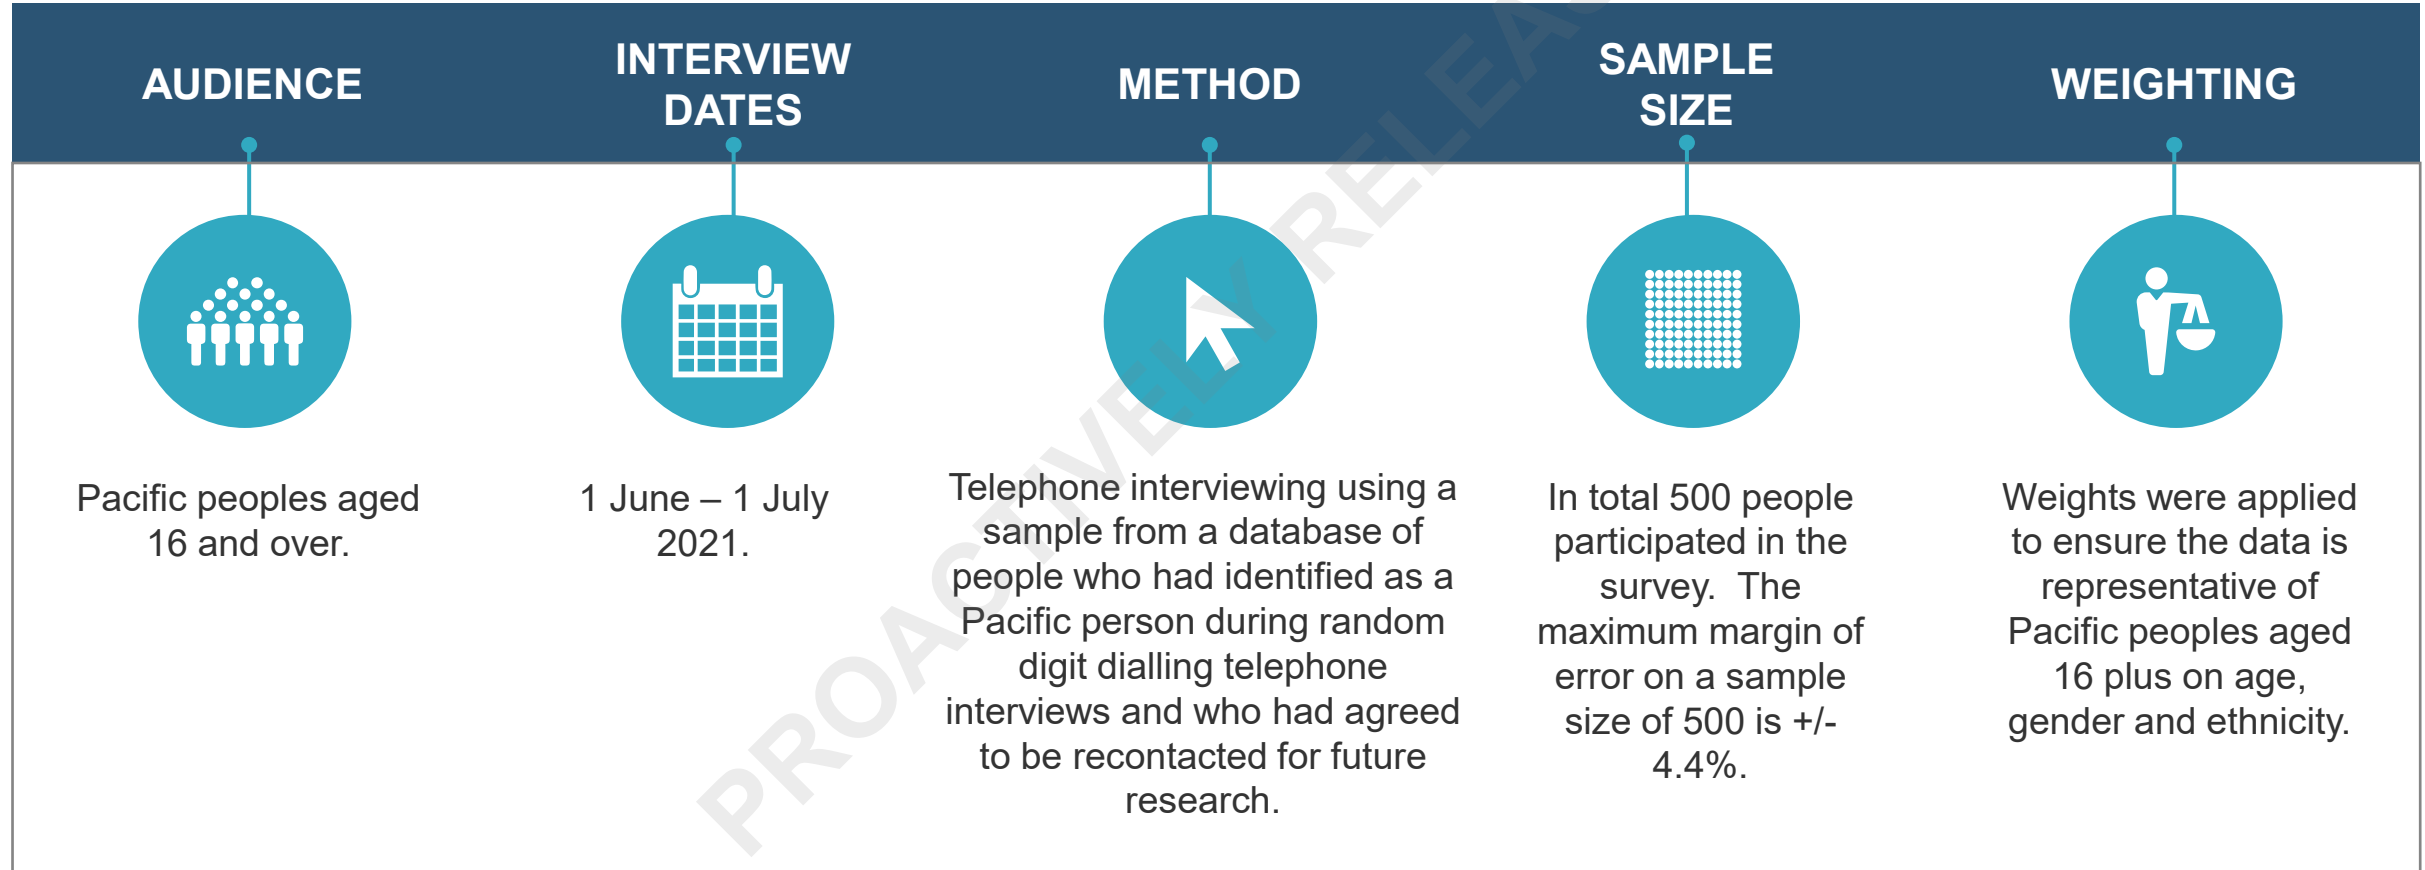 AUDIENCE
INTERVIEW
DATES
METHOD
SAMPLE
SIZE
WEIGHTING
Pacific peoples aged
16 and over.
1 June – 1 July
2021.
Telephone interviewing using a
sample from a database of
people who had identified as a
Pacific person during random
digit dialling telephone
interviews and who had agreed
to be recontacted for future
research.
In total 500 people
participated in the
survey.  The
maximum margin of
error on a sample
size of 500 is +/-
4.4%.
Weights were applied
to ensure the data is
representative of
Pacific peoples aged
16 plus on age,
gender and ethnicity.
PROACTIVELY